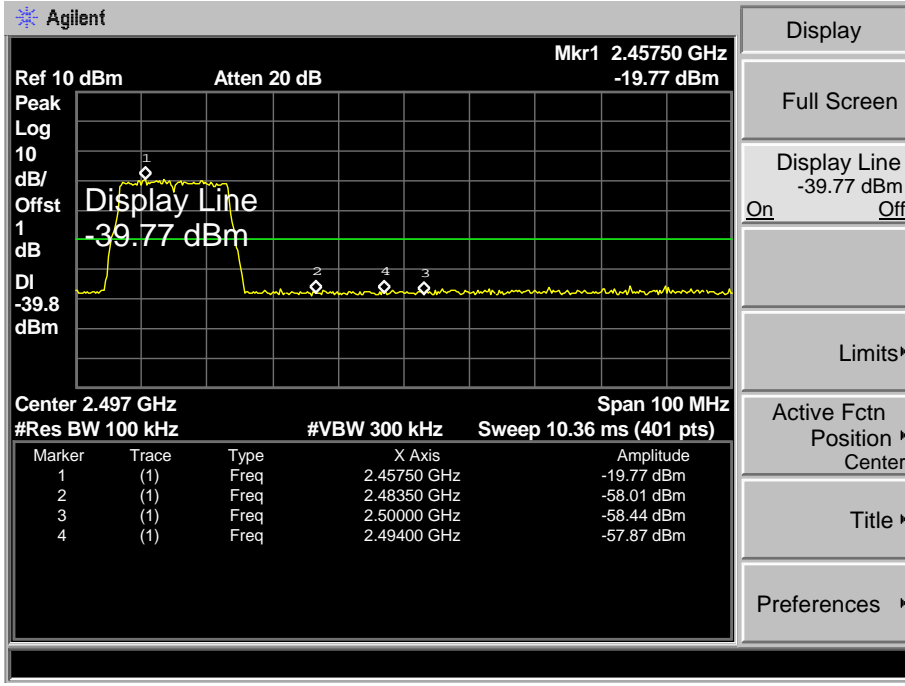 Agilent
Mkr1 2.45750 GHz
Ref 10 dBm Atten 20 dB -19.77 dBm
Peak
Log
10
dB/
Offst
1
dB
DI
-39.8
dBm
1
Display Line
-39.77 dBm
2 4 3
Center 2.497 GHz Span 100 MHz
#Res BW 100 kHz #VBW 300 kHz Sweep 10.36 ms (401 pts)
Marker Trace Type X Axis Amplitude
1 (1) Freq 2.45750 GHz -19.77 dBm
2 (1) Freq 2.48350 GHz -58.01 dBm
3 (1) Freq 2.50000 GHz -58.44 dBm
4 (1) Freq 2.49400 GHz -57.87 dBm
Display
Full Screen
Display Line
-39.77 dBm
On Off
Limits
Active Fctn
Position
Center
Title
Preferences